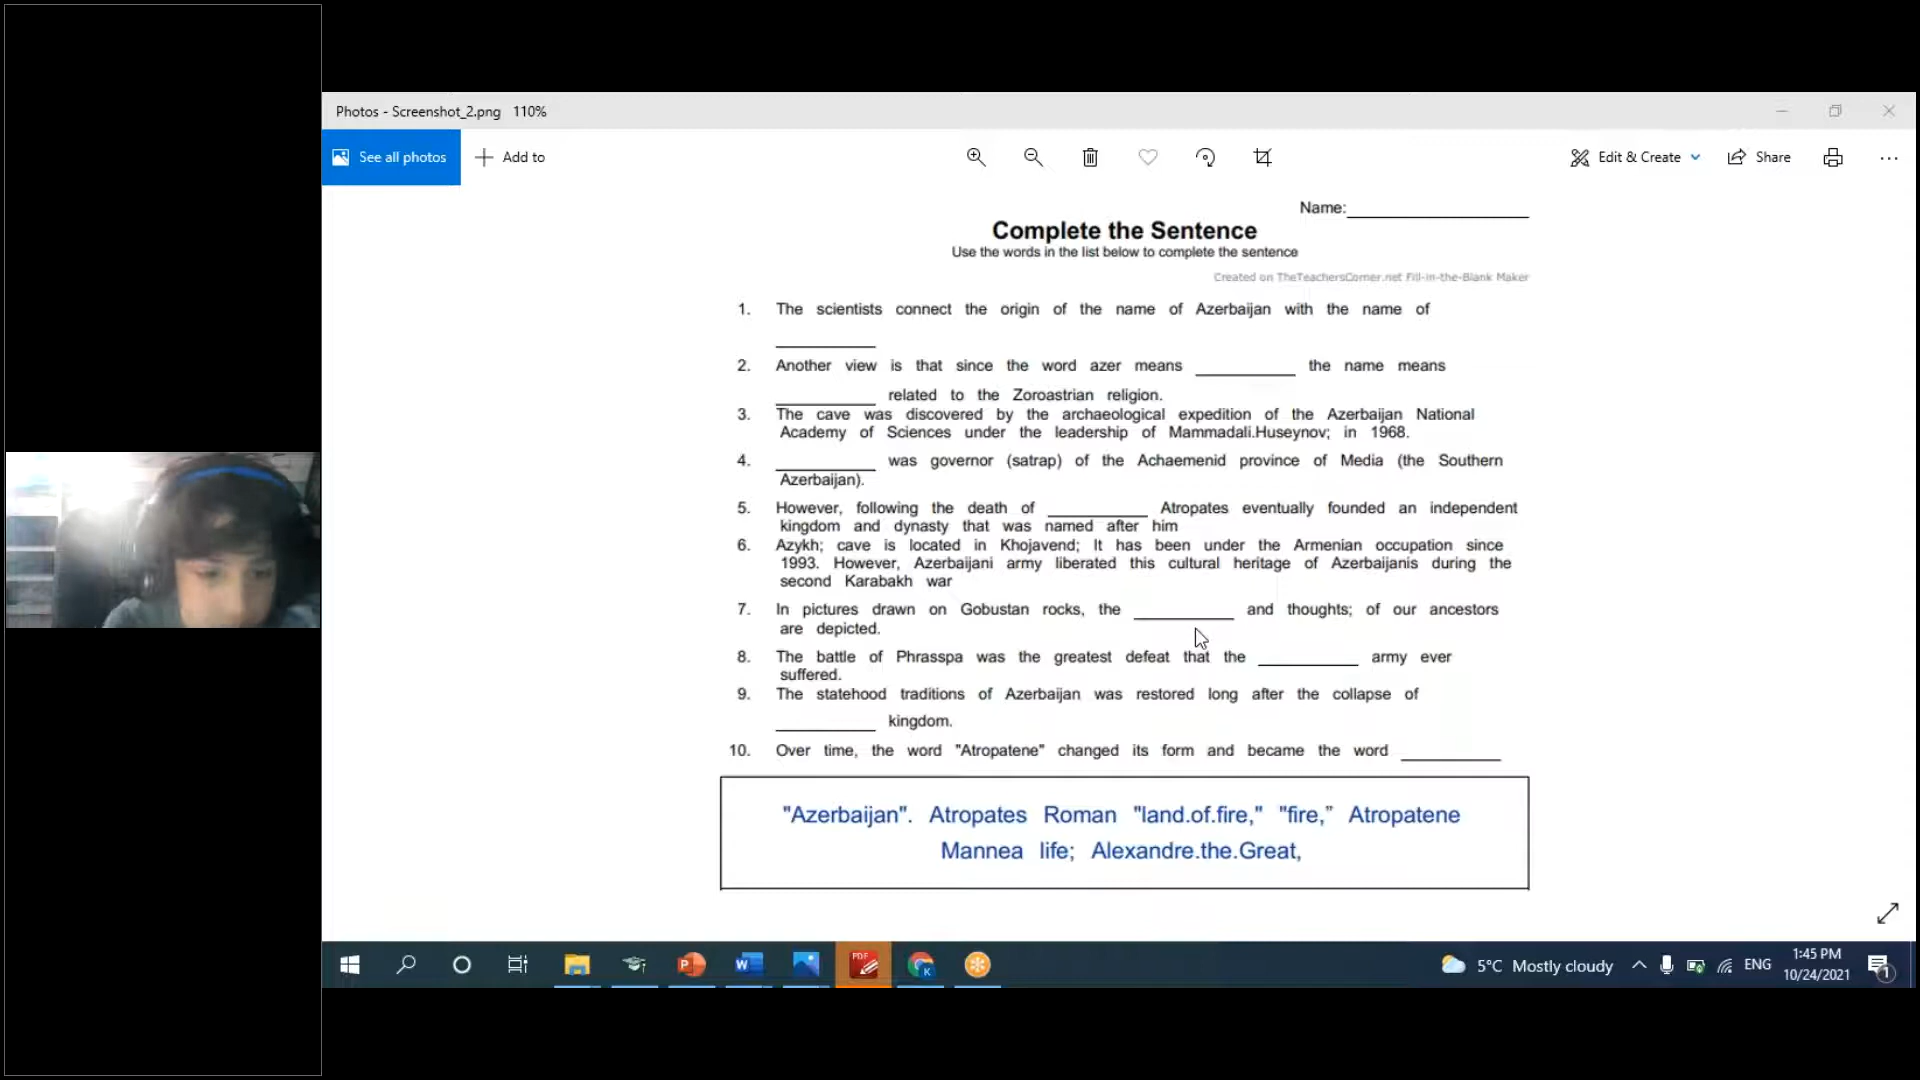 Photos - Screenshot_2.png 110%
See all photos
Add to
Edit & Create
Share
Name:
Complete the Sentence
Use the words in the list below to complete the sentence
Created on TheTeachersCorner.net Fill-in-the-Blank Maker
1. The scientists connect the origin of the name of Azerbaijan with the name of
__________
2. Another view is that since the word azer means __________ the name means
__________ related to the Zoroastrian religion.
3. The cave was discovered by the archaeological expedition of the Azerbaijan National
Academy of Sciences under the leadership of Mammadali.Huseynov; in 1968.
4. __________ was governor (satrap) of the Achaemenid province of Media (the Southern
Azerbaijan).
5. However, following the death of __________ Atropates eventually founded an independent
kingdom and dynasty that was named after him
6. Azykh; cave is located in Khojavend; It has been under the Armenian occupation since
1993. However, Azerbaijani army liberated this cultural heritage of Azerbaijanis during the
second Karabakh war
7. In pictures drawn on Gobustan rocks, the __________ and thoughts; of our ancestors
are depicted.
8. The battle of Phrasspa was the greatest defeat that the __________ army ever
suffered.
9. The statehood traditions of Azerbaijan was restored long after the collapse of
__________ kingdom.
10. Over time, the word "Atropatene" changed its form and became the word __________
"Azerbaijan". Atropates Roman "land.of.fire," "fire,” Atropatene
Mannea life; Alexandre.the.Great,
5°C Mostly cloudy
ENG
1:45 PM
10/24/2021
1